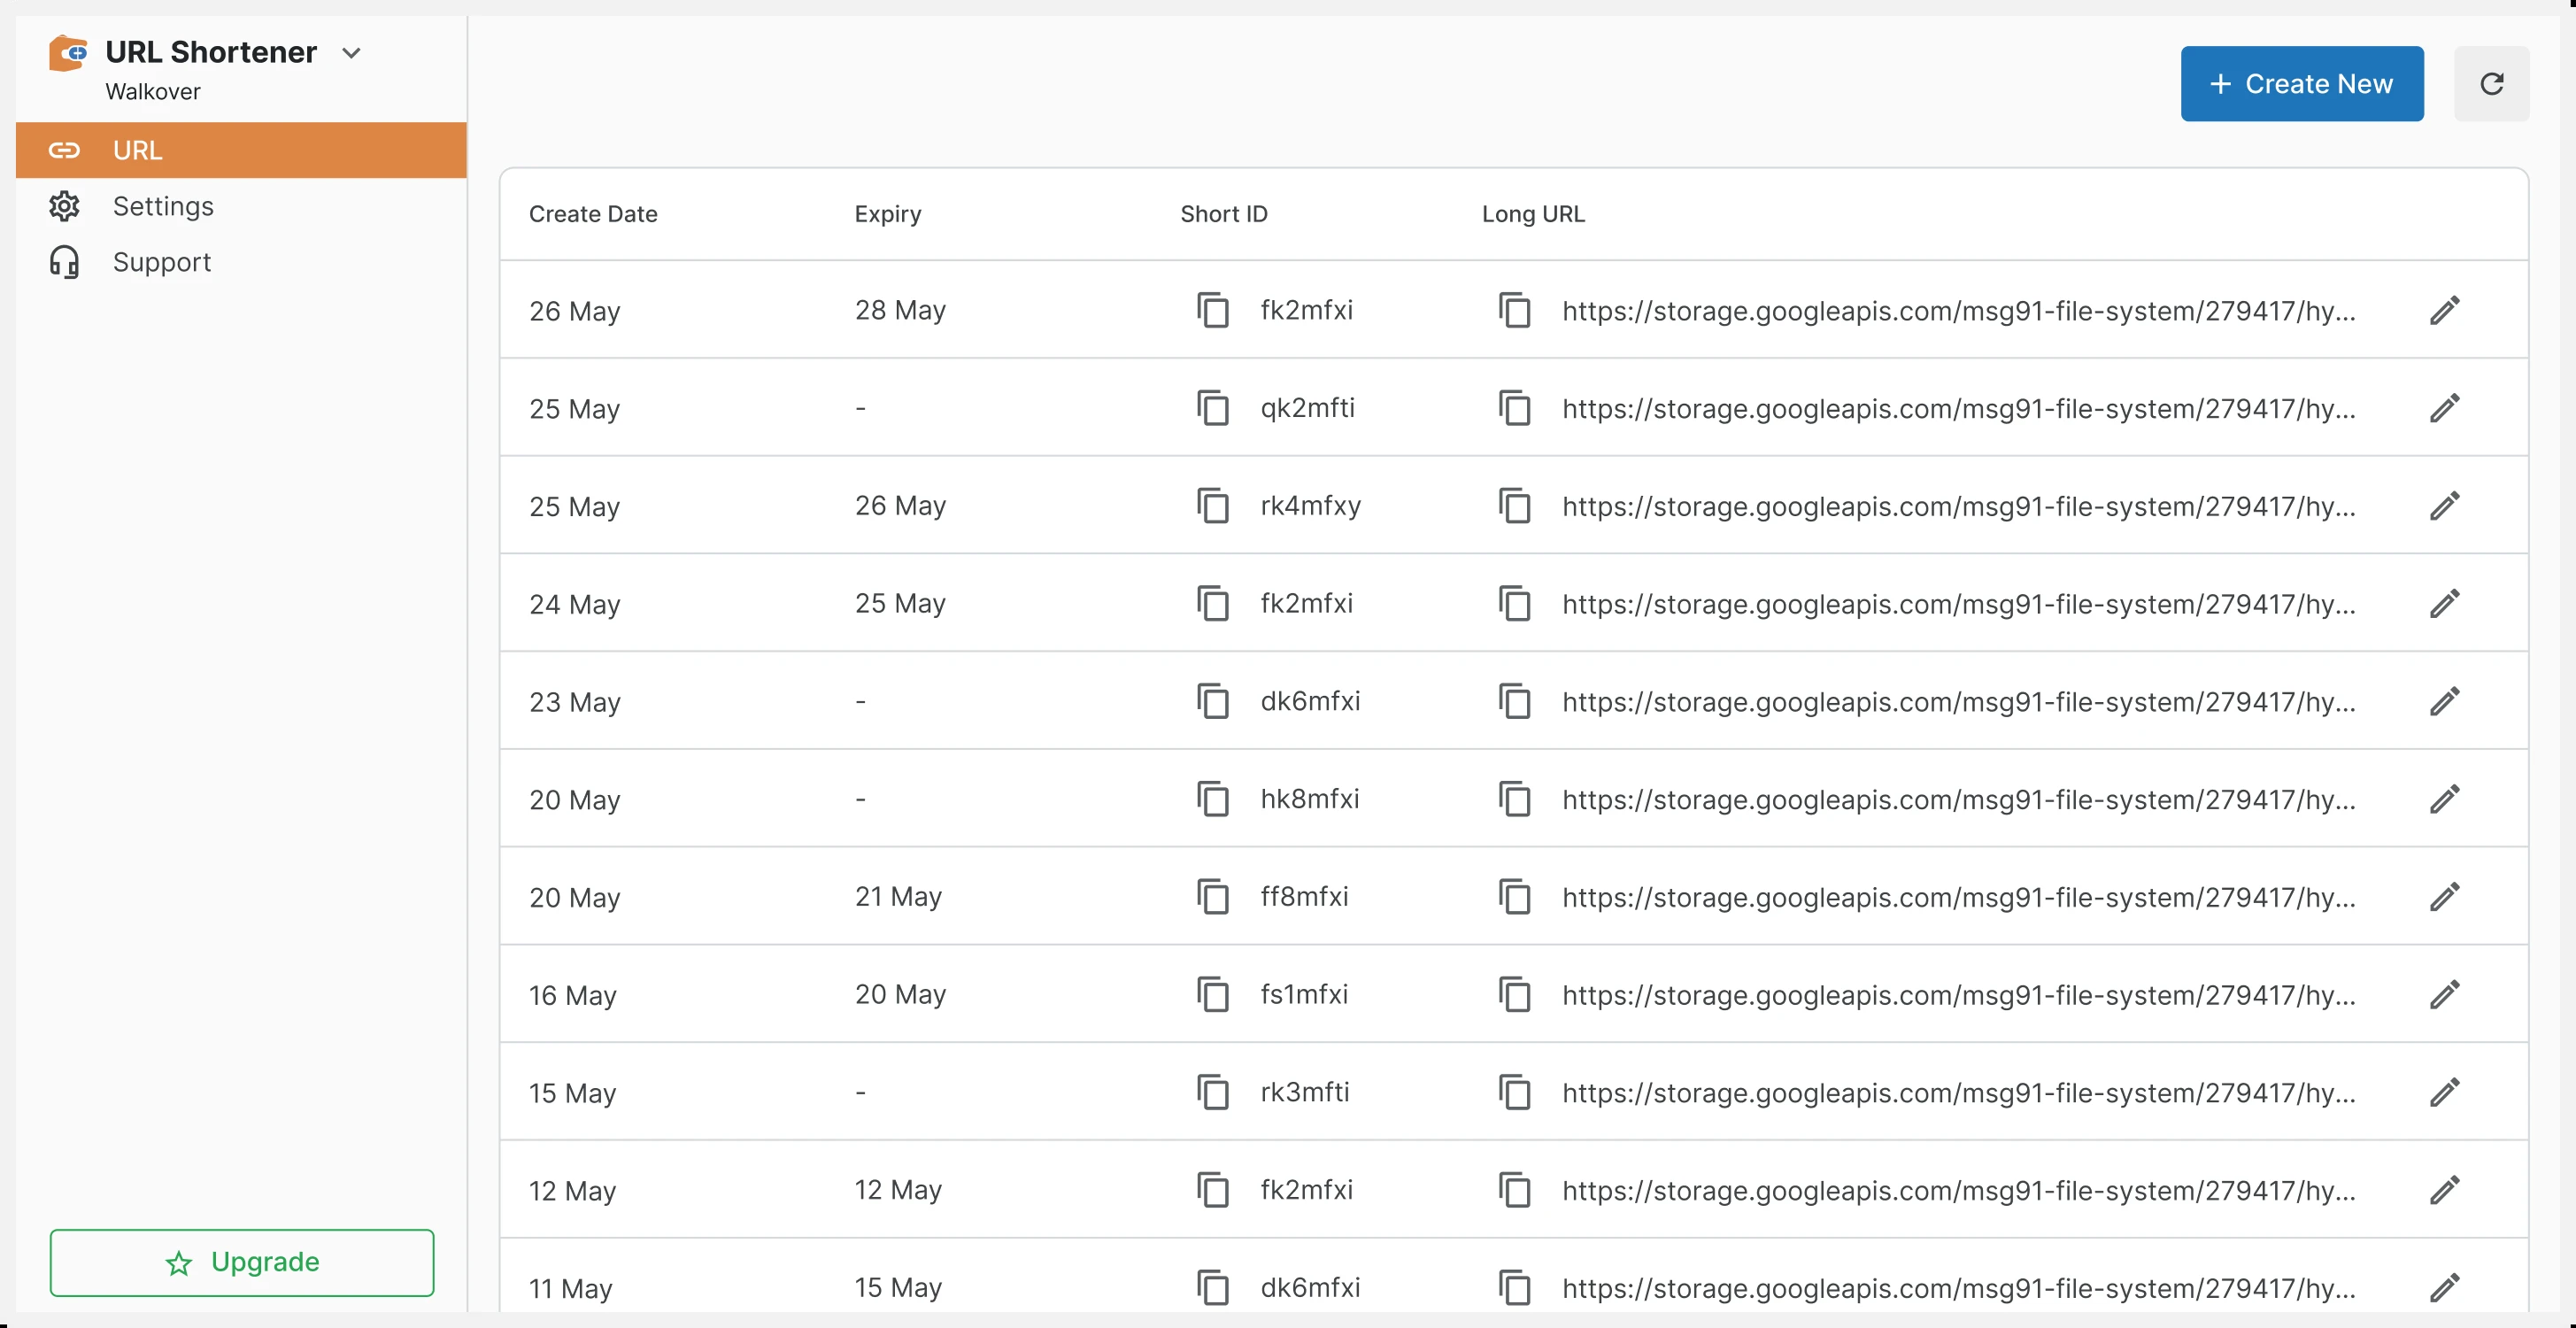 URL Shortener
Walkover
URL
Settings
Support
Upgrade
+ Create New
Create Date Expiry Short ID Long URL
26 May 28 May fk2mfxi https://storage.googleapis.com/msg91-file-system/279417/hy...
25 May - qk2mfti https://storage.googleapis.com/msg91-file-system/279417/hy...
25 May 26 May rk4mfxy https://storage.googleapis.com/msg91-file-system/279417/hy...
24 May 25 May fk2mfxi https://storage.googleapis.com/msg91-file-system/279417/hy...
23 May - dk6mfxi https://storage.googleapis.com/msg91-file-system/279417/hy...
20 May - hk8mfxi https://storage.googleapis.com/msg91-file-system/279417/hy...
20 May 21 May ff8mfxi https://storage.googleapis.com/msg91-file-system/279417/hy...
16 May 20 May fs1mfxi https://storage.googleapis.com/msg91-file-system/279417/hy...
15 May - rk3mfti https://storage.googleapis.com/msg91-file-system/279417/hy...
12 May 12 May fk2mfxi https://storage.googleapis.com/msg91-file-system/279417/hy...
11 May 15 May dk6mfxi https://storage.googleapis.com/msg91-file-system/279417/hy...